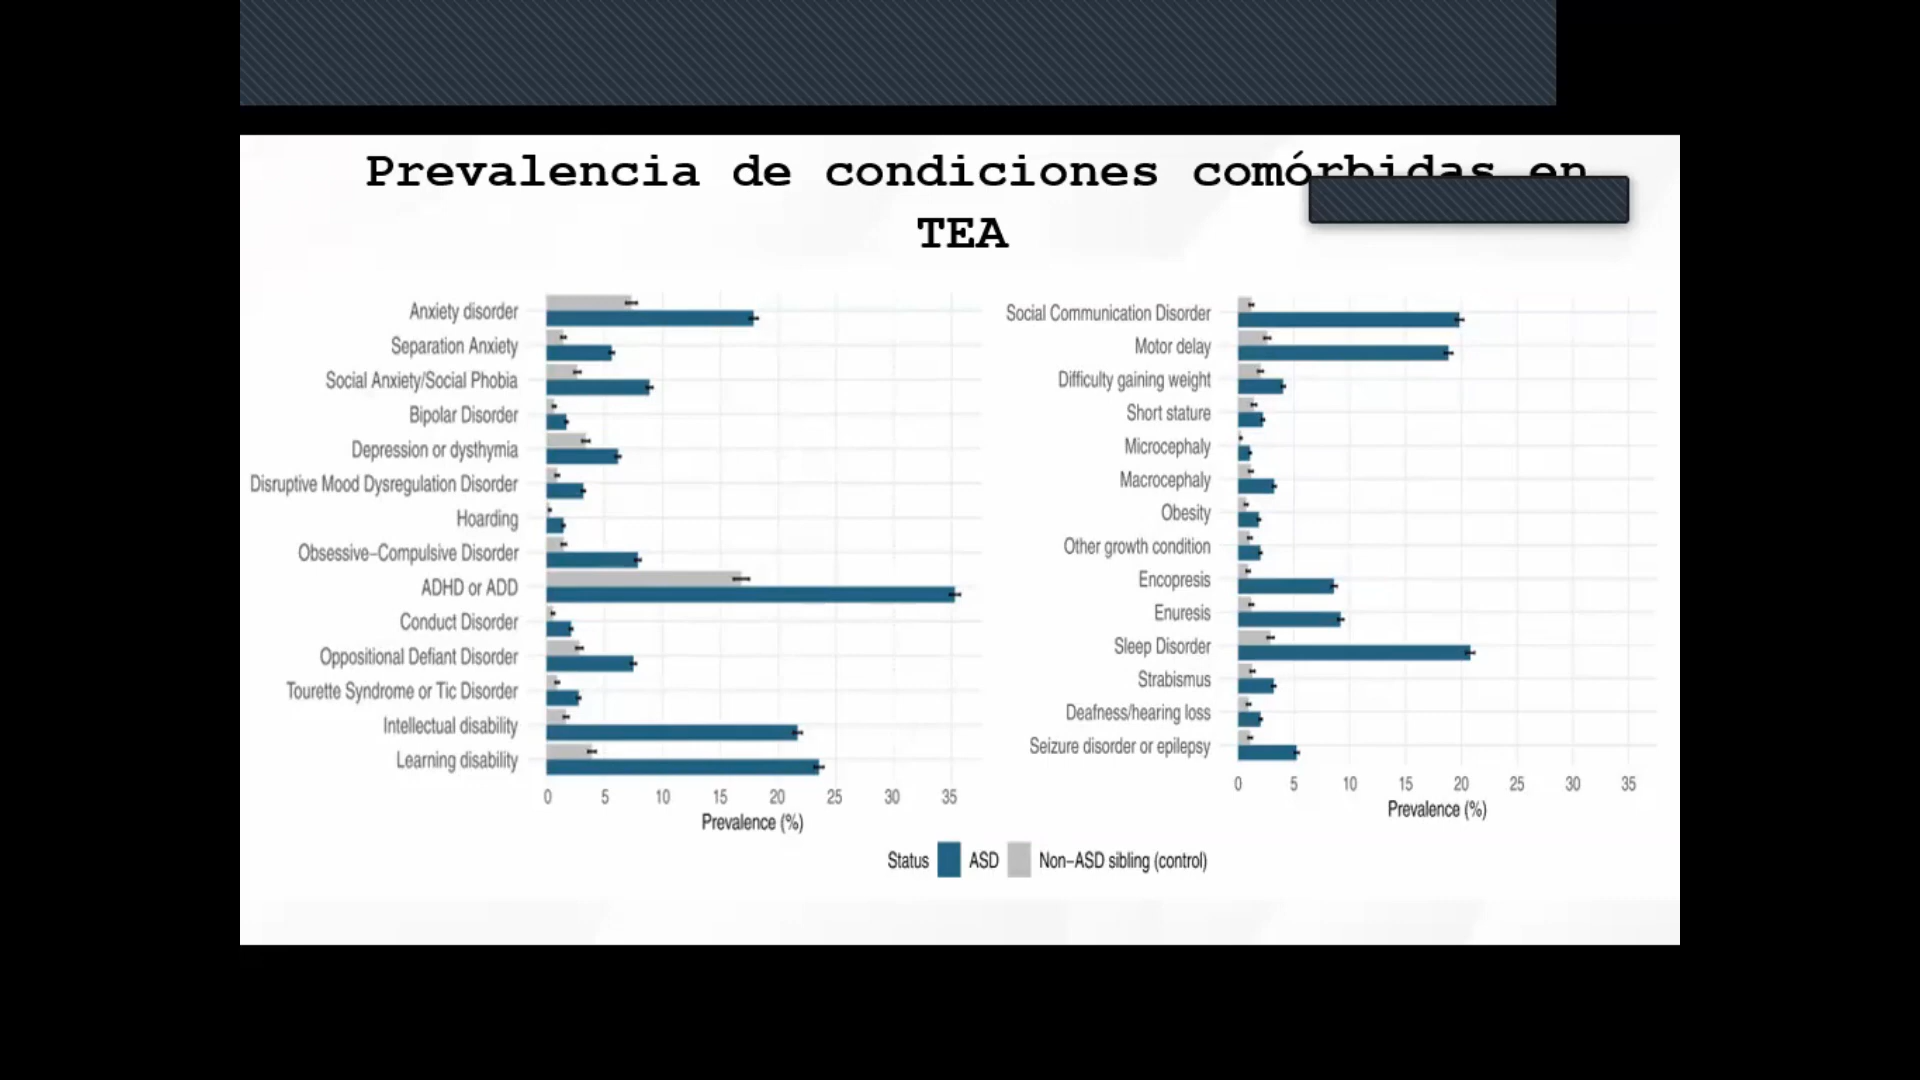 Prevalencia de condiciones comórbidas en
TEA
Anxiety disorder
Separation Anxiety
Social Anxiety/Social Phobia
Bipolar Disorder
Depression or dysthymia
Disruptive Mood Dysregulation Disorder
Hoarding
Obsessive–Compulsive Disorder
ADHD or ADD
Conduct Disorder
Oppositional Defiant Disorder
Tourette Syndrome or Tic Disorder
Intellectual disability
Learning disability
0 5 10 15 20 25 30 35
Prevalence (%)
Social Communication Disorder
Motor delay
Difficulty gaining weight
Short stature
Microcephaly
Macrocephaly
Obesity
Other growth condition
Encopresis
Enuresis
Sleep Disorder
Strabismus
Deafness/hearing loss
Seizure disorder or epilepsy
0 5 10 15 20 25 30 35
Prevalence (%)
Status ASD Non–ASD sibling (control)